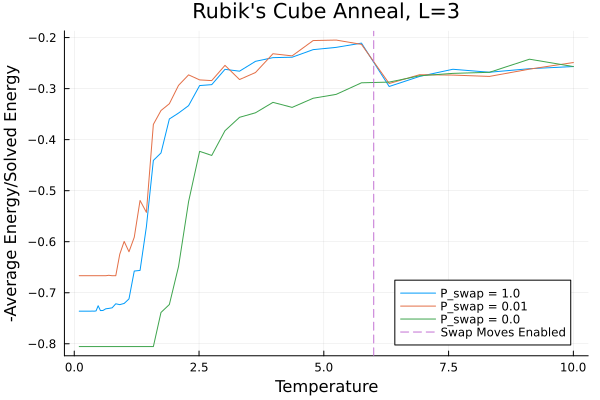 Rubik's Cube Anneal, L=3
-Average Energy/Solved Energy
−0.2
−0.3
−0.4
−0.5
−0.6
−0.7
−0.8
P_swap = 1.0
P_swap = 0.01
P_swap = 0.0
Swap Moves Enabled
0.0 2.5 5.0 7.5 10.0
Temperature